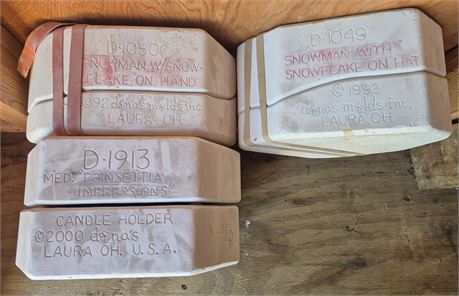 D-1050
SNOWMAN W/SNOW-
FLAKE ON HAND
©92 dona's molds inc.
LAURA OH.
D-1049
SNOWMAN WITH
SNOWFLAKE ON HAT
© 1992
dona's molds inc.
LAURA, OH.
D-1913
MED. "POINSETTIA
IMPRESSIONS"
CANDLE HOLDER
©2000 dona's
LAURA OH. U.S.A.